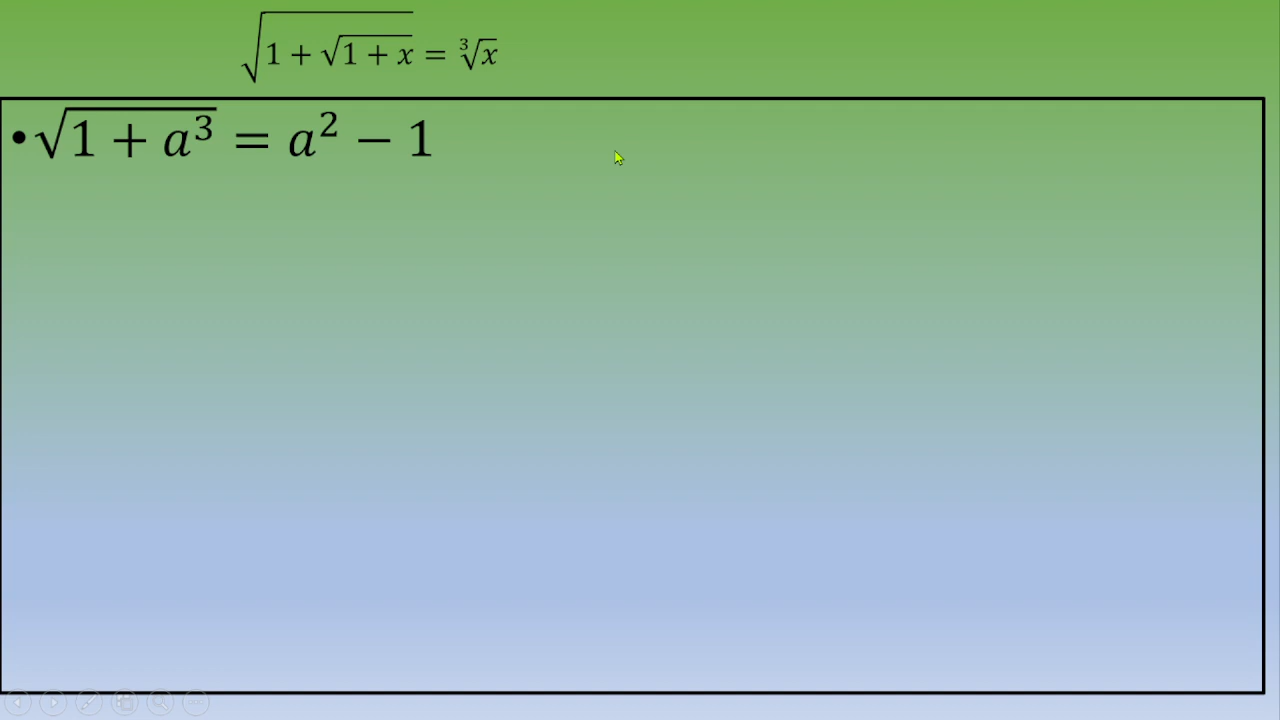 √(1 + √(1 + x)) = ∛x
• √(1 + a³) = a² − 1